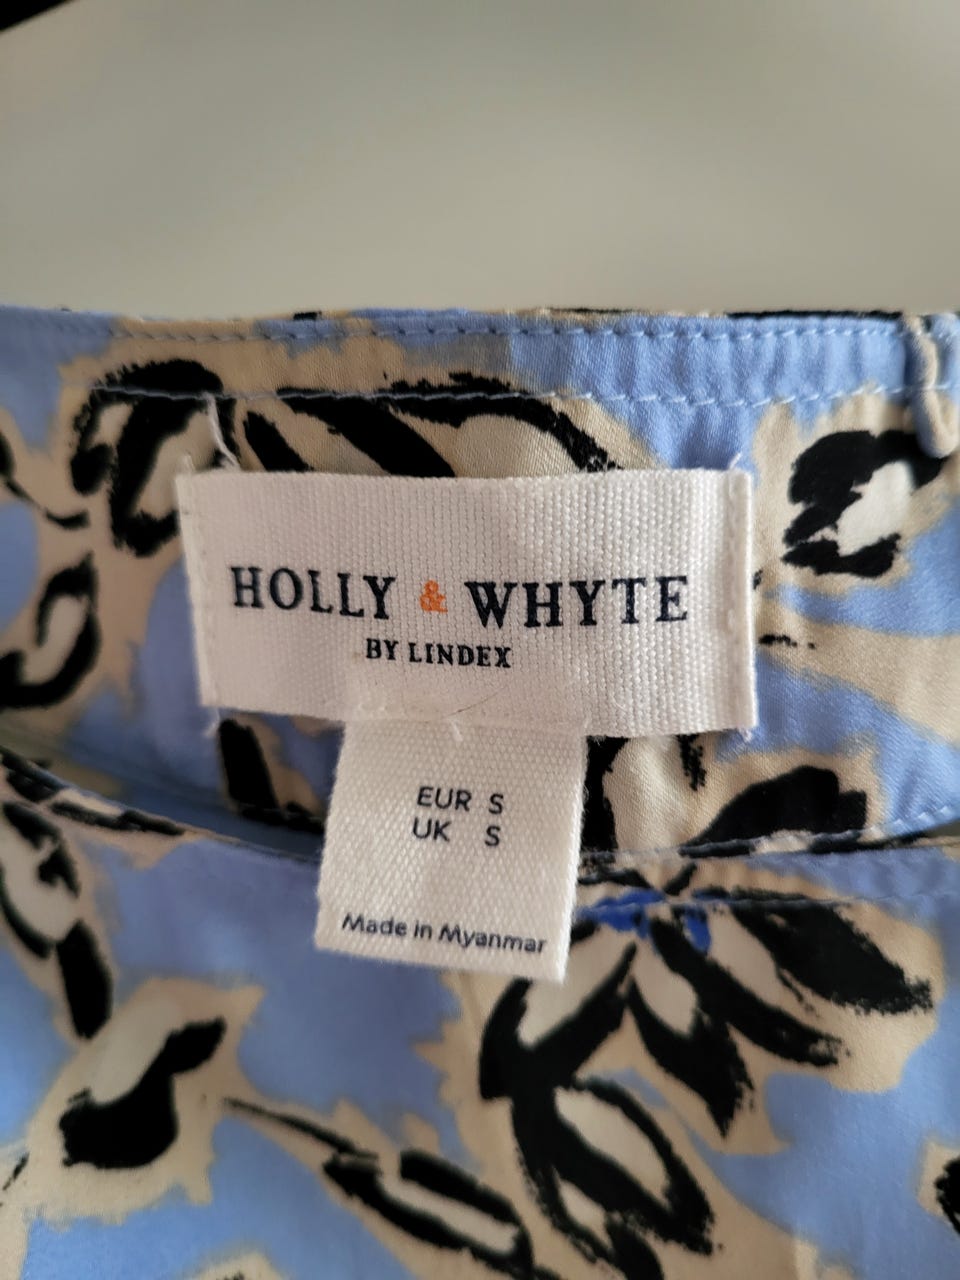 HOLLY & WHYTE
BY LINDEX
EUR S
UK S
Made in Myanmar